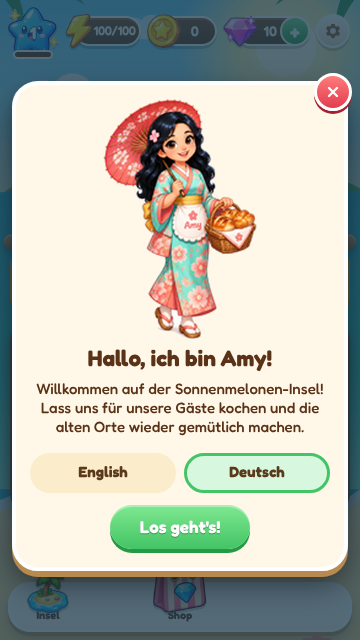 1
100/100
0
10
+
Amy
Hallo, ich bin Amy!
Willkommen auf der Sonnenmelonen-Insel!
Lass uns für unsere Gäste kochen und die
alten Orte wieder gemütlich machen.
English
Deutsch
Los geht's!
Insel
Shop